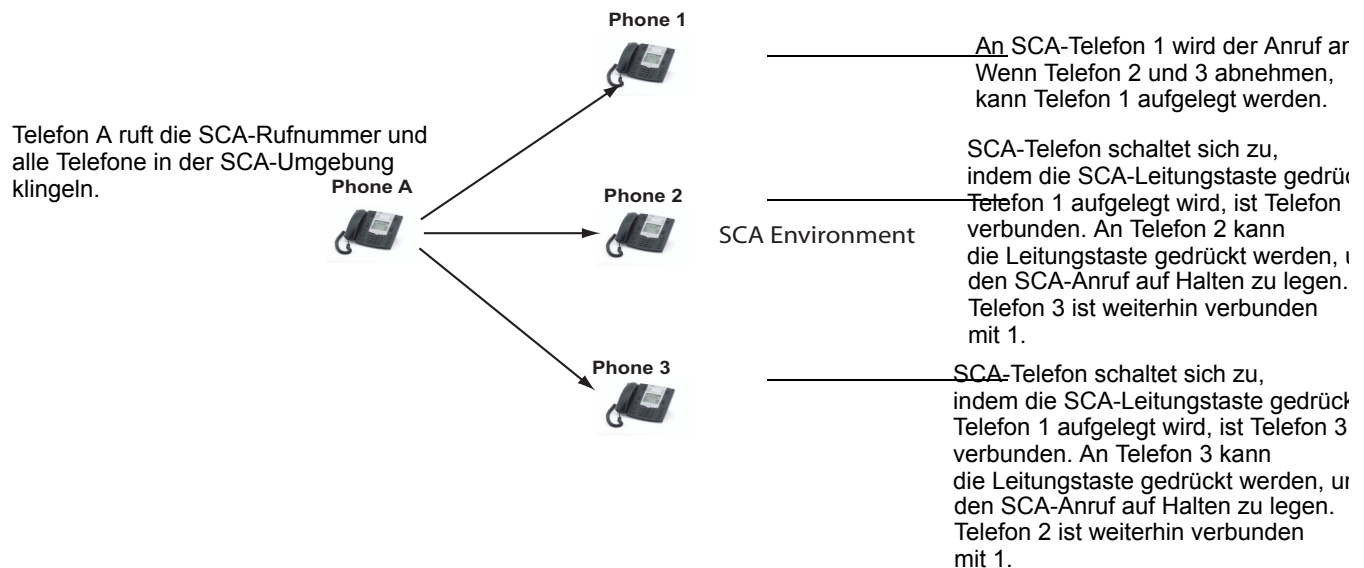 Phone 1
An SCA-Telefon 1 wird der Anruf
Wenn Telefon 2 und 3 abnehmen,
kann Telefon 1 aufgelegt werden.
Telefon A ruft die SCA-Rufnummer und
alle Telefone in der SCA-Umgebung
klingeln.
Phone A
Phone 2
SCA Environment
SCA-Telefon schaltet sich zu,
indem die SCA-Leitungstaste
Telefon 1 aufgelegt wird, ist Telefon
verbunden. An Telefon 2 kann
die Leitungstaste gedrückt werden,
den SCA-Anruf auf Halten zu legen.
Telefon 3 ist weiterhin verbunden
mit 1.
Phone 3
SCA-Telefon schaltet sich zu,
indem die SCA-Leitungstaste
Telefon 1 aufgelegt wird, ist Telefon 3
verbunden. An Telefon 3 kann
die Leitungstaste gedrückt werden,
den SCA-Anruf auf Halten zu legen.
Telefon 2 ist weiterhin verbunden
mit 1.